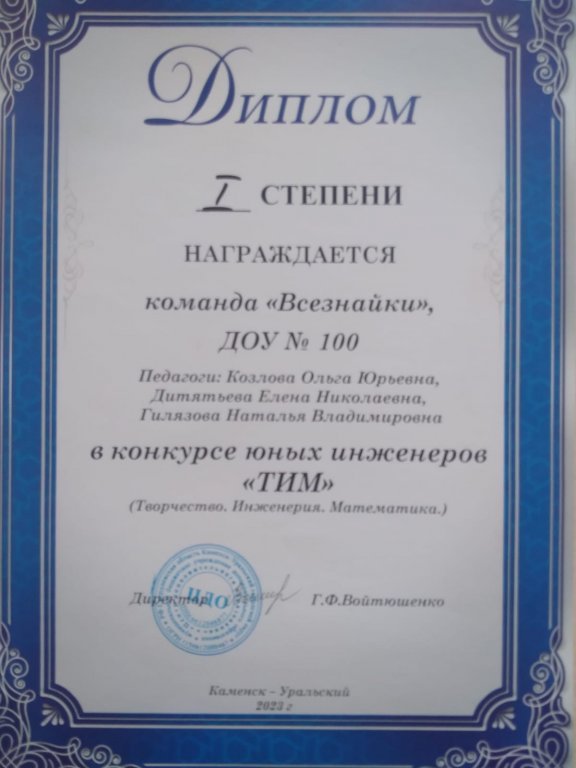 Диплом
I СТЕПЕНИ
НАГРАЖДАЕТСЯ
команда «Всезнайки»,
ДОУ № 100
Педагоги: Козлова Ольга Юрьевна,
Дитятьева Елена Николаевна,
Гилязова Наталья Владимировна
в конкурсе юных инженеров
«ТИМ»
(Творчество. Инженерия. Математика.)
Директор Г.Ф.Войтюшенко
ЦДО
Каменск – Уральский
2023 г